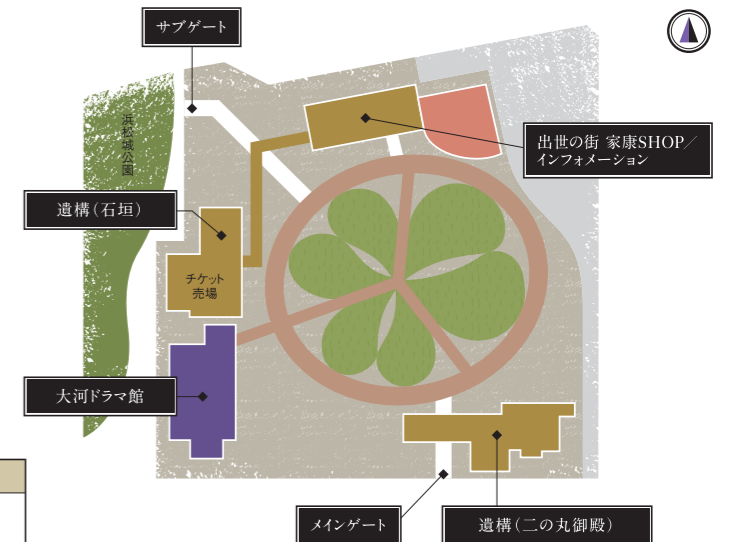 サブゲート
浜松城公園
出世の街 家康SHOP／
インフォメーション
遺構（石垣）
チケット
売場
大河ドラマ館
メインゲート
遺構（二の丸御殿）